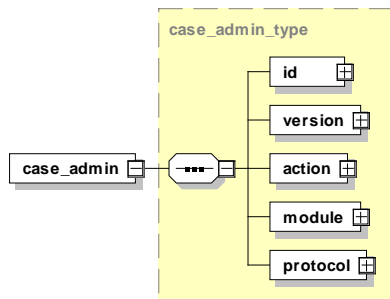 case_admin_type
id
version
case_admin
action
module
protocol